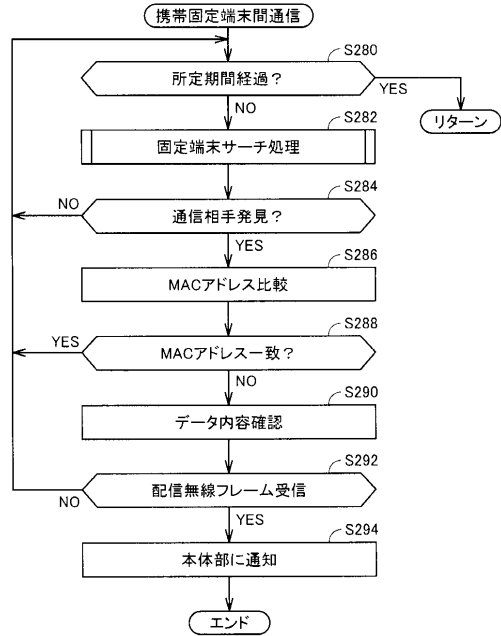 携帯固定端末間通信
S280
所定期間経過?
YES
NO
リターン
S282
固定端末サーチ処理
S284
NO
通信相手発見?
YES
S286
MACアドレス比較
S288
YES
MACアドレス一致?
NO
S290
データ内容確認
S292
配信無線フレーム受信
NO
YES
S294
本体部に通知
エンド